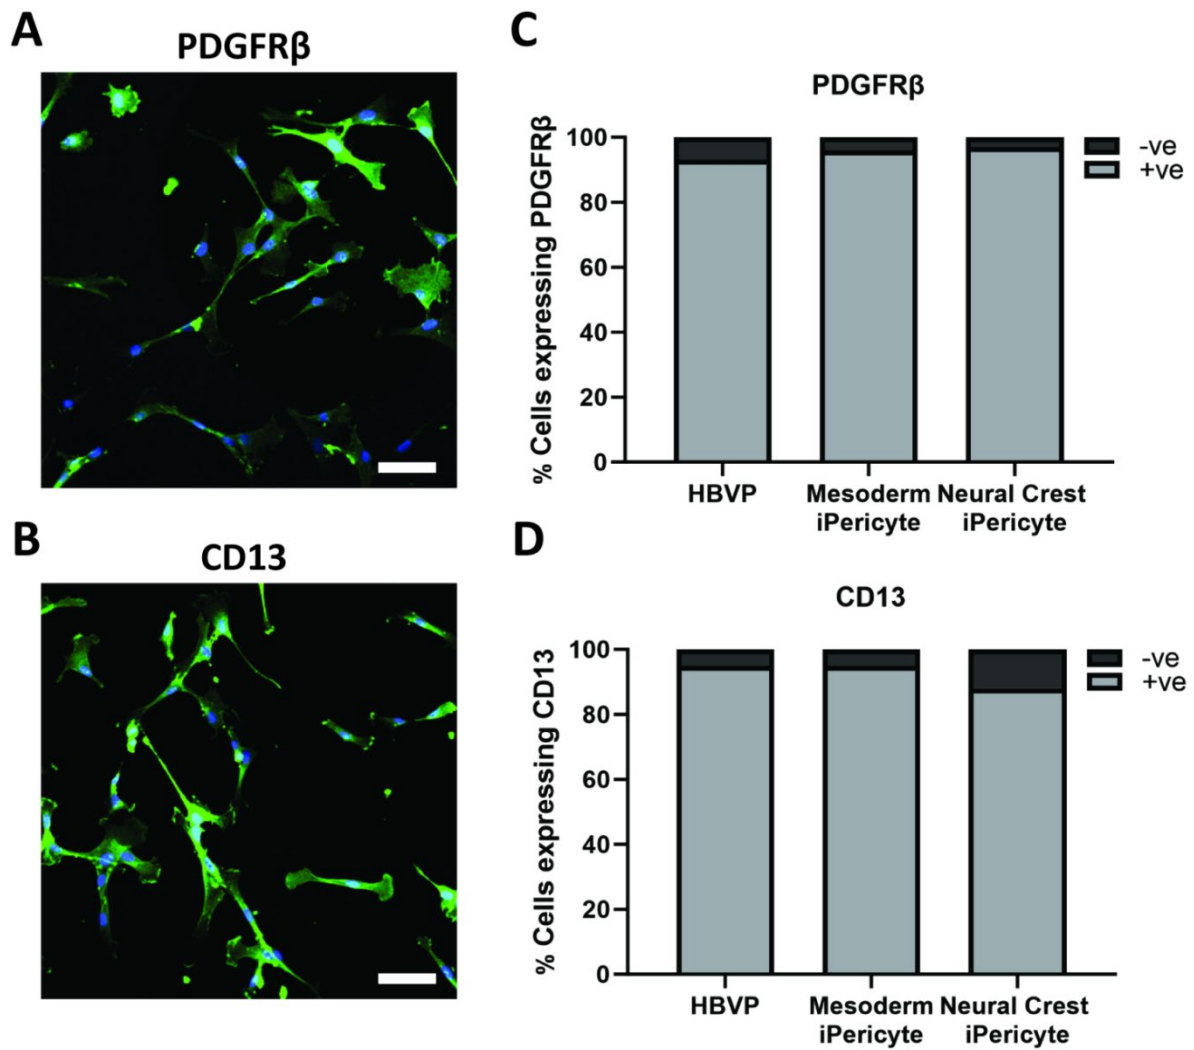 A
PDGFRβ
B
CD13
C
PDGFRβ
% Cells expressing PDGFRβ
100
80
60
40
20
0
-ve
+ve
HBVP
Mesoderm
iPericyte
Neural Crest
iPericyte
D
CD13
% Cells expressing CD13
100
80
60
40
20
0
-ve
+ve
HBVP
Mesoderm
iPericyte
Neural Crest
iPericyte